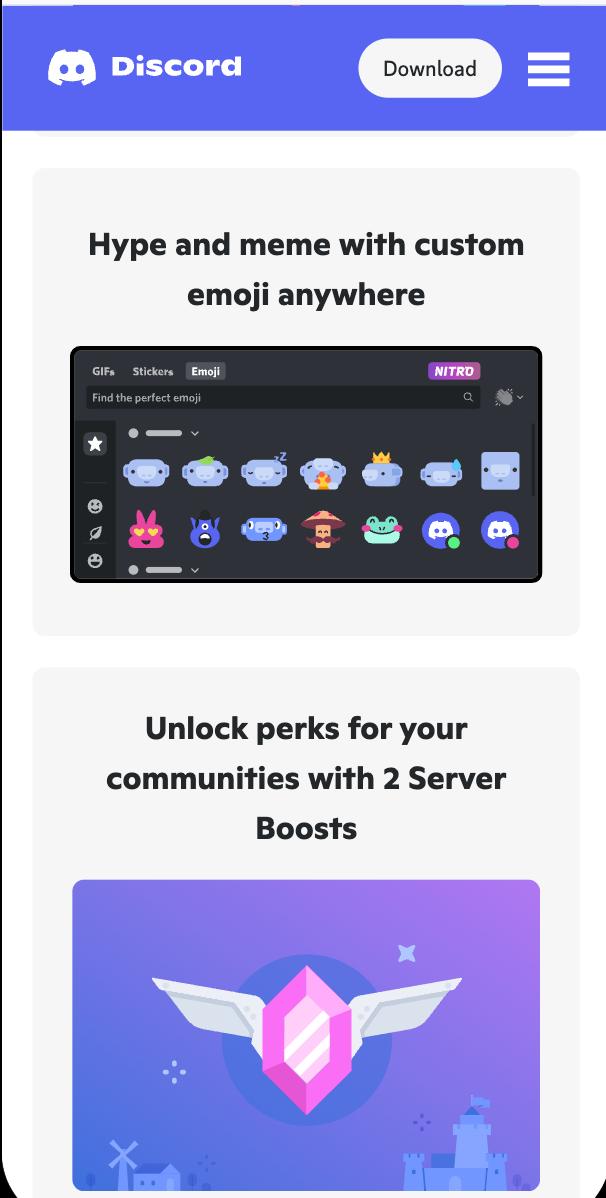 Discord
Download
Hype and meme with custom
emoji anywhere
GIFs Stickers Emoji NITRO
Find the perfect emoji
Unlock perks for your
communities with 2 Server
Boosts